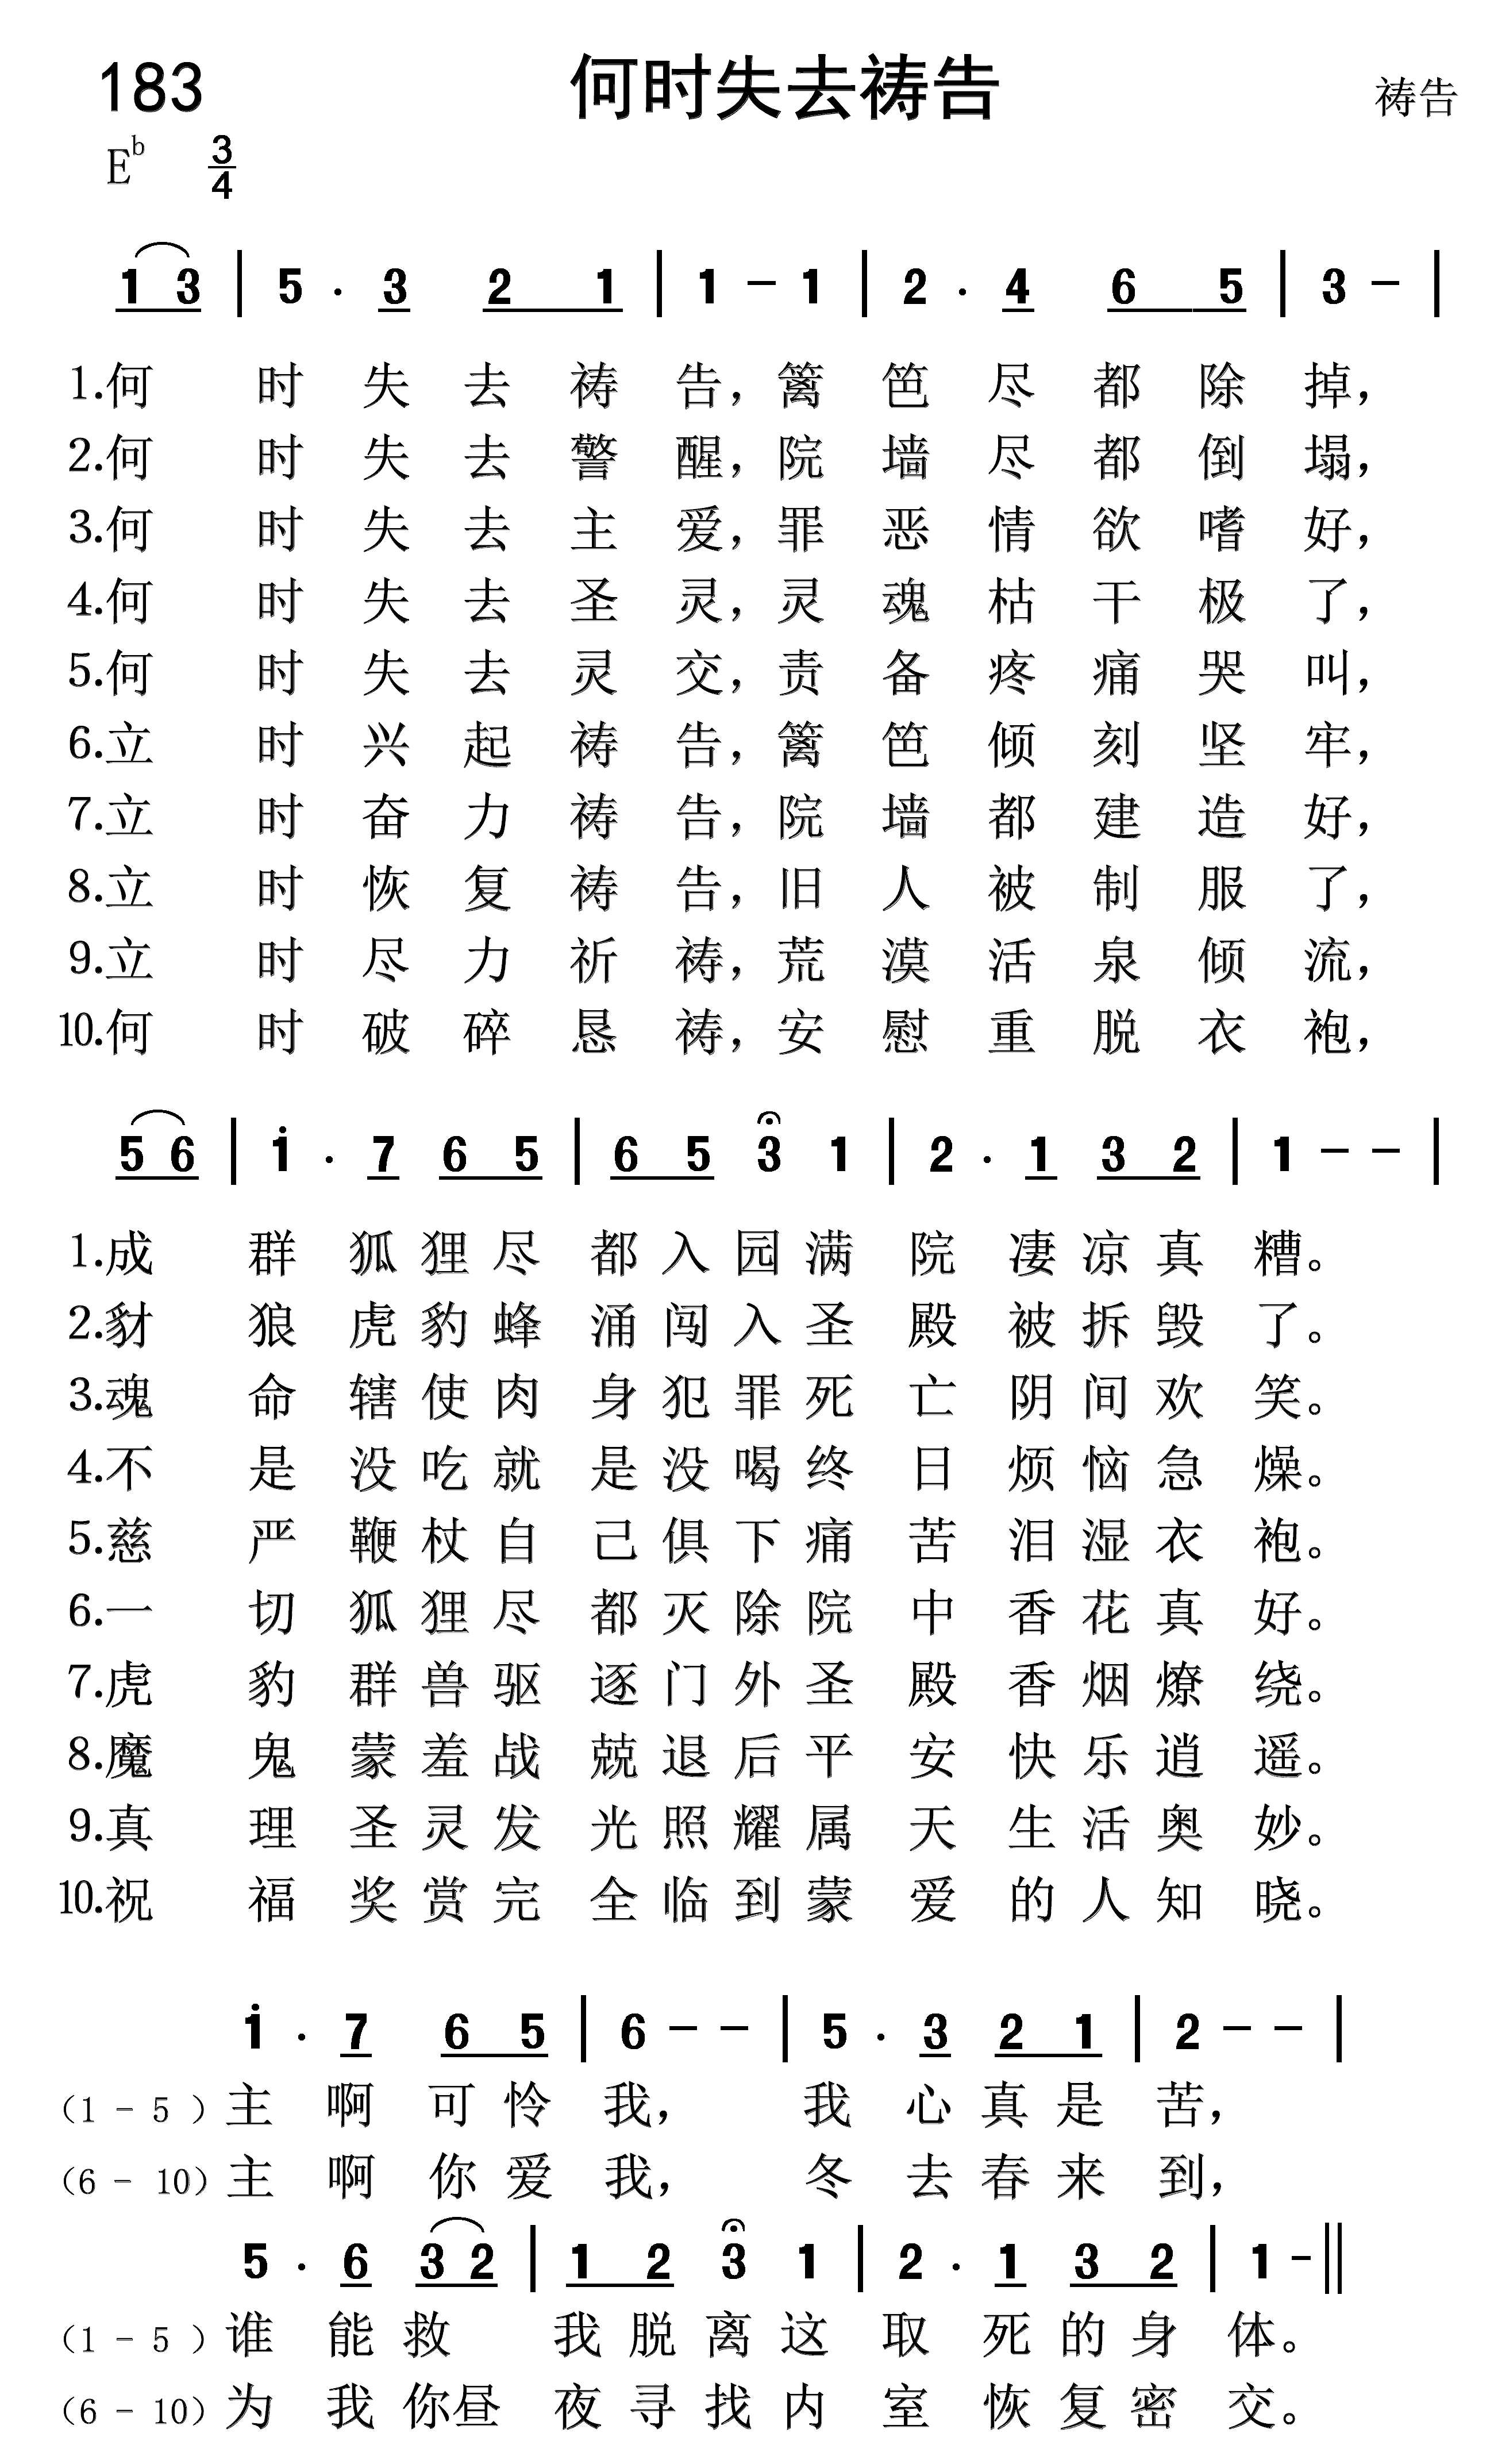 183 何时失去祷告 祷告
E♭ 3/4
1 3 | 5 · 3 2 1 | 1 － 1 | 2 · 4 6 5 | 3 － |
1.何时失去祷告，篱笆尽都除掉，
2.何时失去警醒，院墙尽都倒塌，
3.何时失去主爱，罪恶情欲嗜好，
4.何时失去圣灵，灵魂枯干极了，
5.何时失去灵交，责备疼痛哭叫，
6.立时兴起祷告，篱笆倾刻坚牢，
7.立时奋力祷告，院墙都建造好，
8.立时恢复祷告，旧人被制服了，
9.立时尽力祈祷，荒漠活泉倾流，
10.何时破碎恳祷，安慰重脱衣袍，
5 6 | i · 7 6 5 | 6 5 3 1 | 2 · 1 3 2 | 1 － － |
1.成群狐狸尽都入园满院凄凉真糟。
2.豺狼虎豹蜂涌闯入圣殿被拆毁了。
3.魂命辖使肉身犯罪死亡阴间欢笑。
4.不是没吃就是没喝终日烦恼急燥。
5.慈严鞭杖自己俱下痛苦泪湿衣袍。
6.一切狐狸尽都灭除院中香花真好。
7.虎豹群兽驱逐门外圣殿香烟燎绕。
8.魔鬼蒙羞战兢退后平安快乐逍遥。
9.真理圣灵发光照耀属天生活奥妙。
10.祝福奖赏完全临到蒙爱的人知晓。
i · 7 6 5 | 6 － － | 5 · 3 2 1 | 2 － － |
（1－5）主啊可怜我，我心真是苦，
（6－10）主啊你爱我，冬去春来到，
5 · 6 3 2 | 1 2 3 1 | 2 · 1 3 2 | 1 － ||
（1－5）谁能救我脱离这取死的身体。
（6－10）为我你昼夜寻找内室恢复密交。